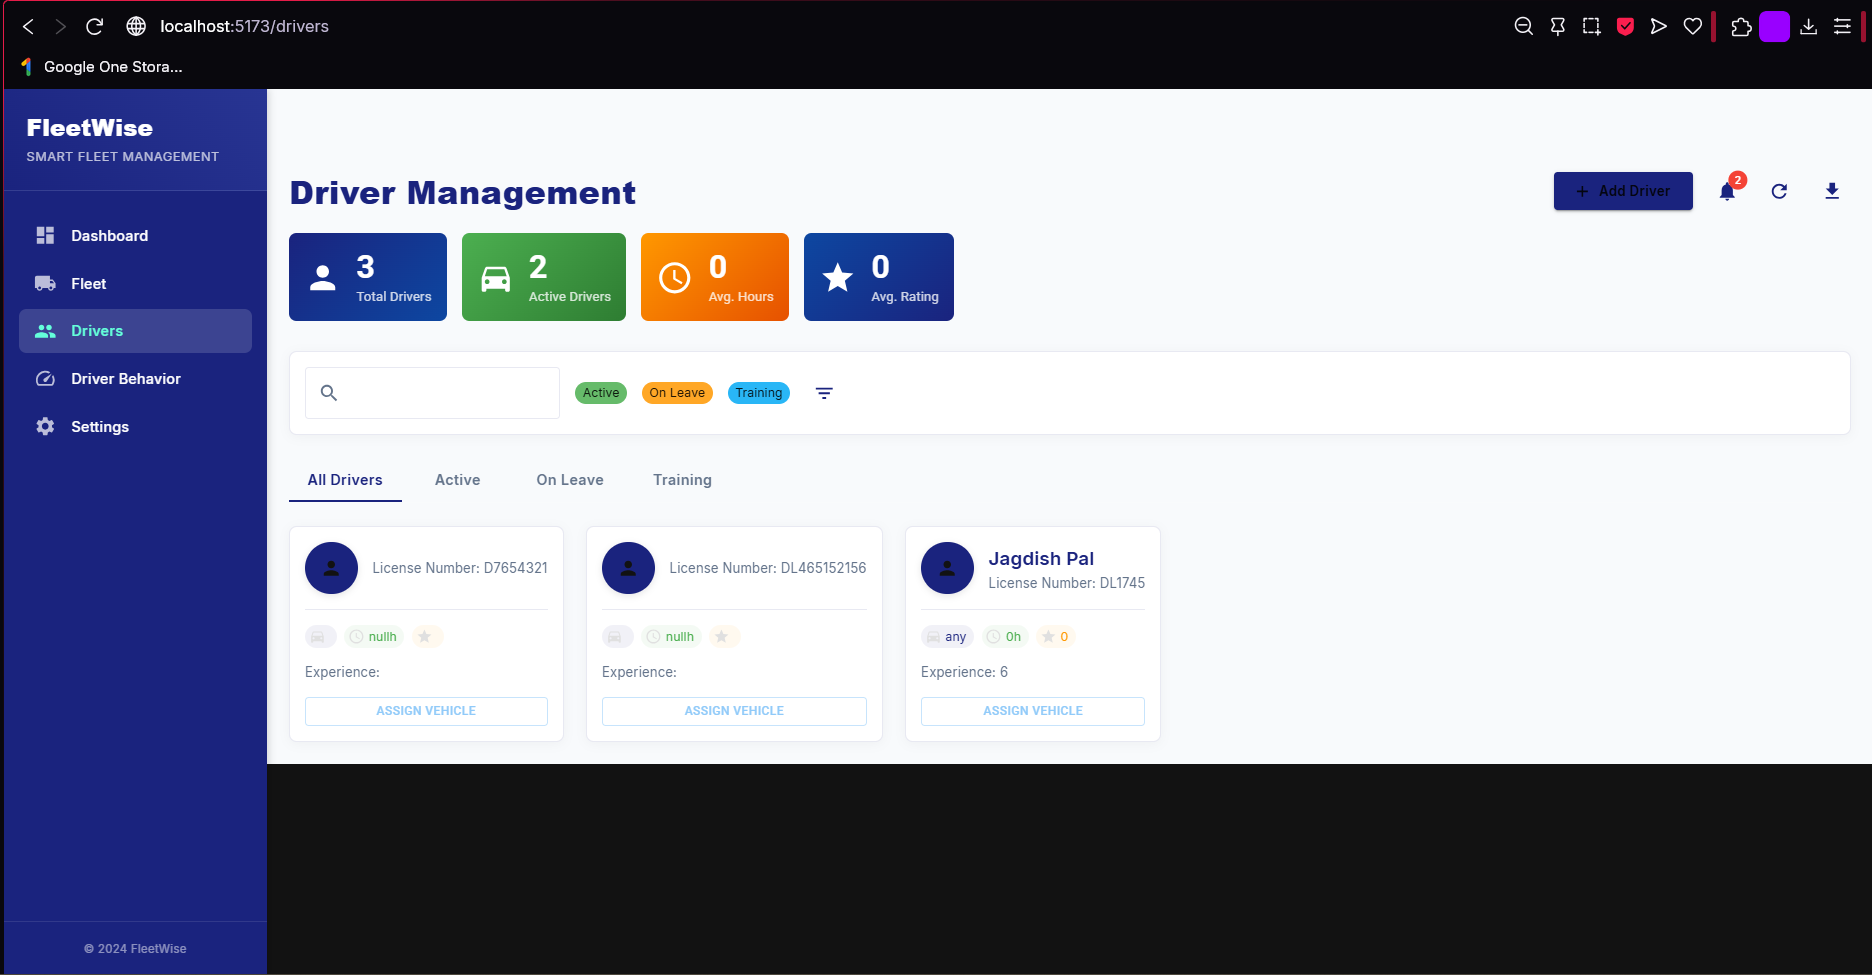 localhost:5173/drivers
Google One Stora...
FleetWise
SMART FLEET MANAGEMENT
Dashboard
Fleet
Drivers
Driver Behavior
Settings
© 2024 FleetWise
Driver Management
+ Add Driver
2
3
Total Drivers
2
Active Drivers
0
Avg. Hours
0
Avg. Rating
Active On Leave Training
All Drivers Active On Leave Training
License Number: D7654321
nullh
Experience:
ASSIGN VEHICLE
License Number: DL465152156
nullh
Experience:
ASSIGN VEHICLE
Jagdish Pal
License Number: DL1745
any 0h 0
Experience: 6
ASSIGN VEHICLE